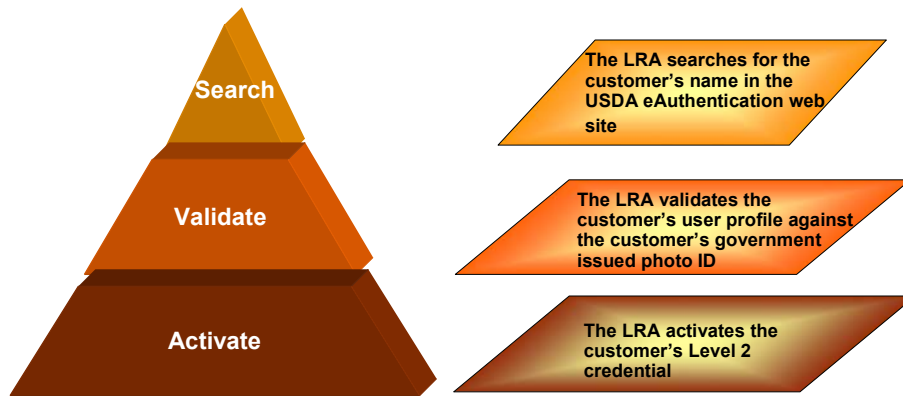 Search
The LRA searches for the
customer's name in the
USDA eAuthentication web
site
Validate
The LRA validates the
customer's user profile against
the customer's government
issued photo ID
Activate
The LRA activates the
customer's Level 2
credential